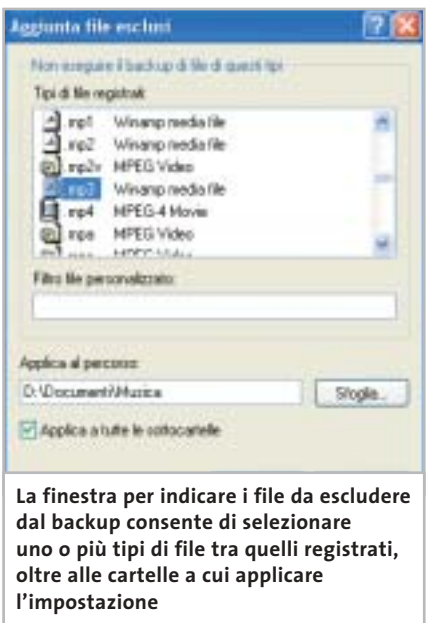 Aggiunta file esclusi
Non eseguire il backup di file di questi tipi
Tipi di file registrati:
.mp1 Winamp media file
.mp2 Winamp media file
.mp2v MPEG Video
.mp3 Winamp media file
.mp4 MPEG-4 Movie
.mpa MPEG Video
MPEG Video
Filtro file personalizzato:
Applica al percorso:
D:\Documenti\Musica
Sfoglia...
Applica a tutte le sottocartelle
La finestra per indicare i file da escludere
dal backup consente di selezionare
uno o più tipi di file tra quelli registrati,
oltre alle cartelle a cui applicare
l’impostazione